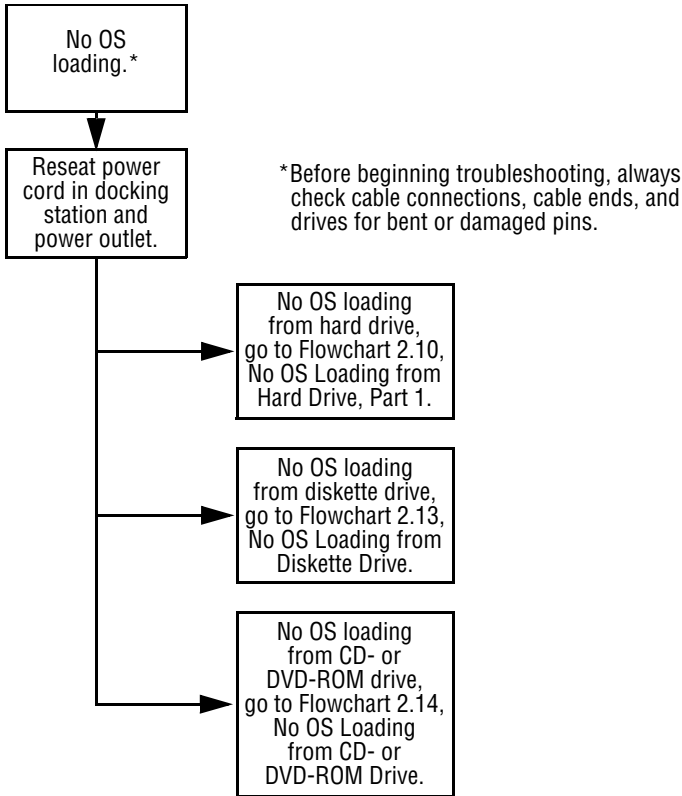 No OS
loading.*
Reseat power
cord in docking
station and
power outlet.
*Before beginning troubleshooting, always
check cable connections, cable ends, and
drives for bent or damaged pins.
No OS loading
from hard drive,
go to Flowchart 2.10,
No OS Loading from
Hard Drive, Part 1.
No OS loading
from diskette drive,
go to Flowchart 2.13,
No OS Loading from
Diskette Drive.
No OS loading
from CD- or
DVD-ROM drive,
go to Flowchart 2.14,
No OS Loading
from CD- or
DVD-ROM Drive.